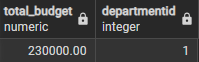 total_budget departmentid
numeric integer
230000.00 1